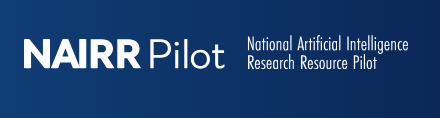 NAIRR Pilot
National Artificial Intelligence
Research Resource Pilot